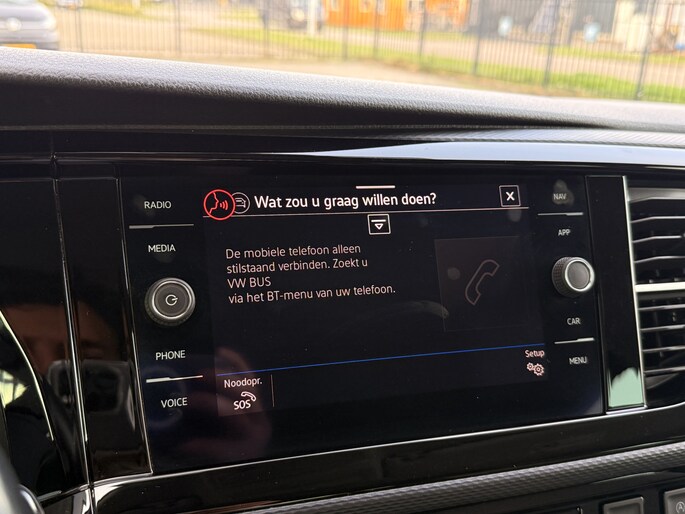 RADIO
MEDIA
PHONE
VOICE
Wat zou u graag willen doen?
X
De mobiele telefoon alleen
stilstaand verbinden. Zoekt u
VW BUS
via het BT-menu van uw telefoon.
Noodopr.
SOS
Setup
NAV
APP
CAR
MENU